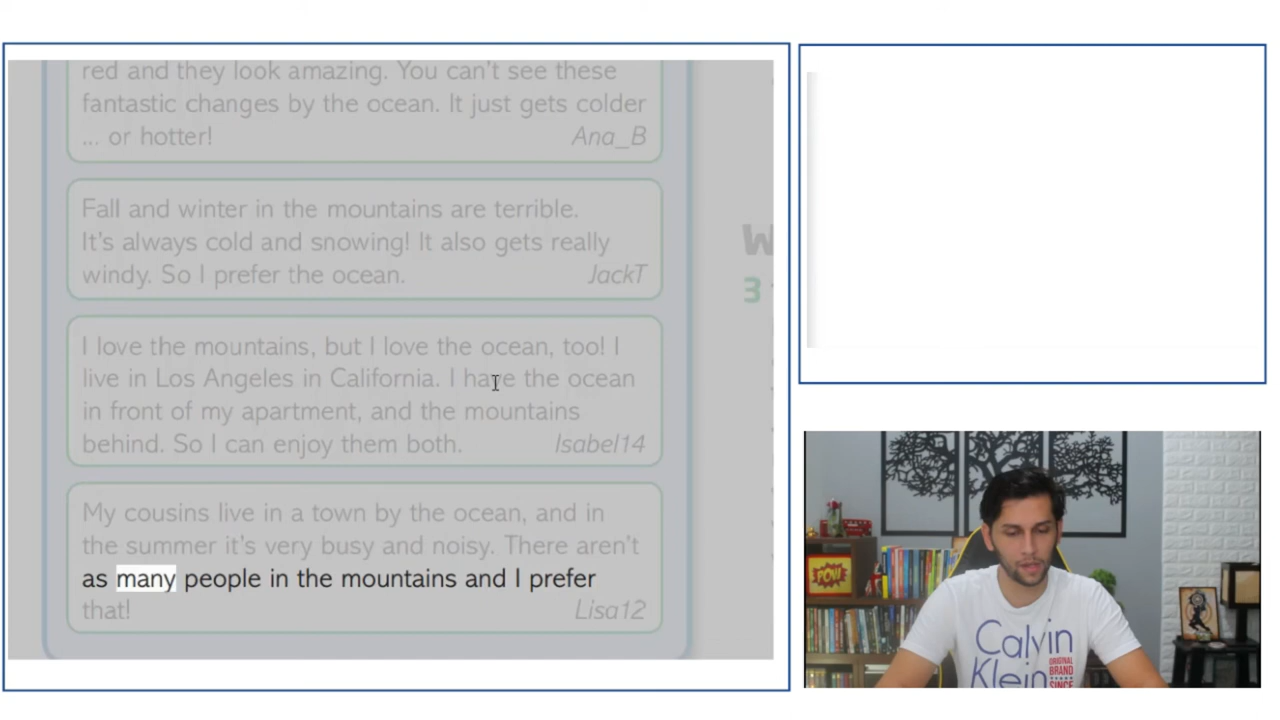 red and they look amazing. You can't see these
fantastic changes by the ocean. It just gets colder
... or hotter!
Ana_B
Fall and winter in the mountains are terrible.
It's always cold and snowing! It also gets really
windy. So I prefer the ocean.
JackT
I love the mountains, but I love the ocean, too! I
live in Los Angeles in California. I have the ocean
in front of my apartment, and the mountains
behind. So I can enjoy them both.
Isabel14
My cousins live in a town by the ocean, and in
the summer it's very busy and noisy. There aren't
as many people in the mountains and I prefer
that!
Lisa12
W
3
POW
Calvin
Klein
ORIGINAL
BRAND
SINCE